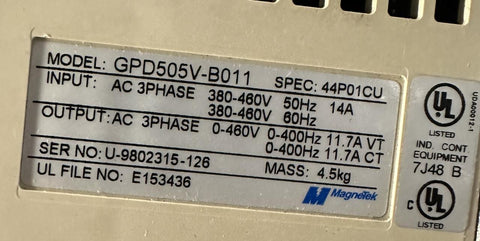 MODEL: GPD505V-B011 SPEC: 44P01CU
INPUT: AC 3PHASE 380-460V 50Hz 14A
380-460V 60Hz
OUTPUT: AC 3PHASE 0-460V 0-400Hz 11.7A VT
0-400Hz 11.7A CT
SER NO: U-9802315-126 MASS: 4.5kg
UL FILE NO: E153436
MagneTek
UL
LISTED
IND. CONT
EQUIPMENT
7J48 B
C UL
LISTED
UDA00012-1